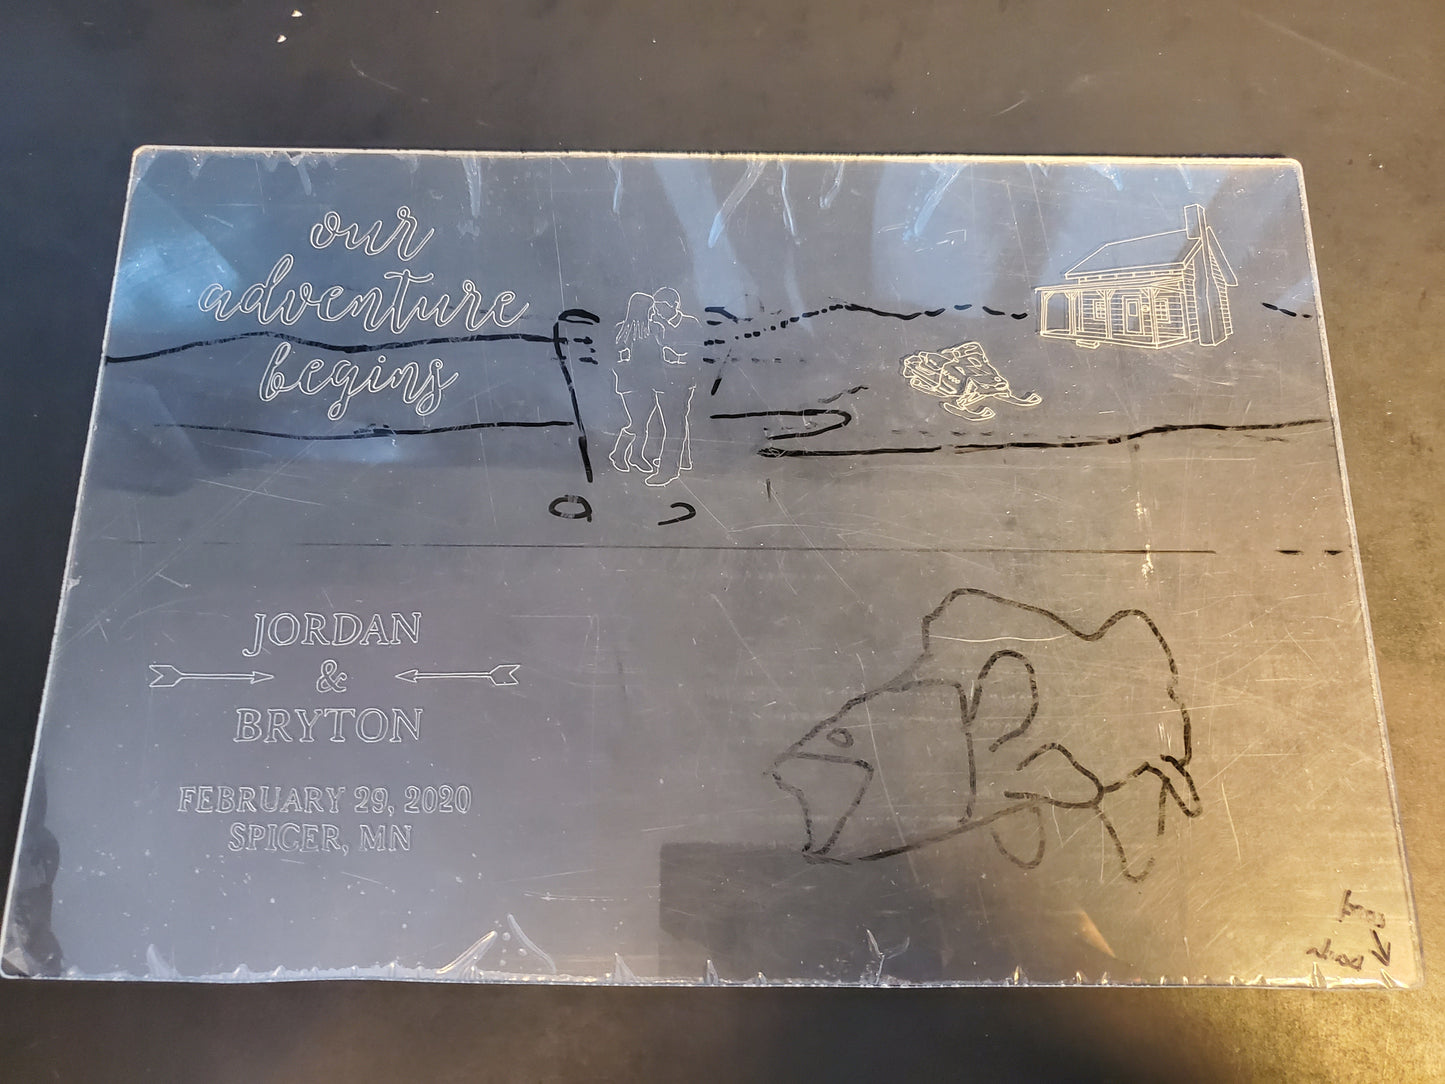 our
adventure
begins
JORDAN
&
BRYTON
FEBRUARY 29, 2020
SPICER, MN